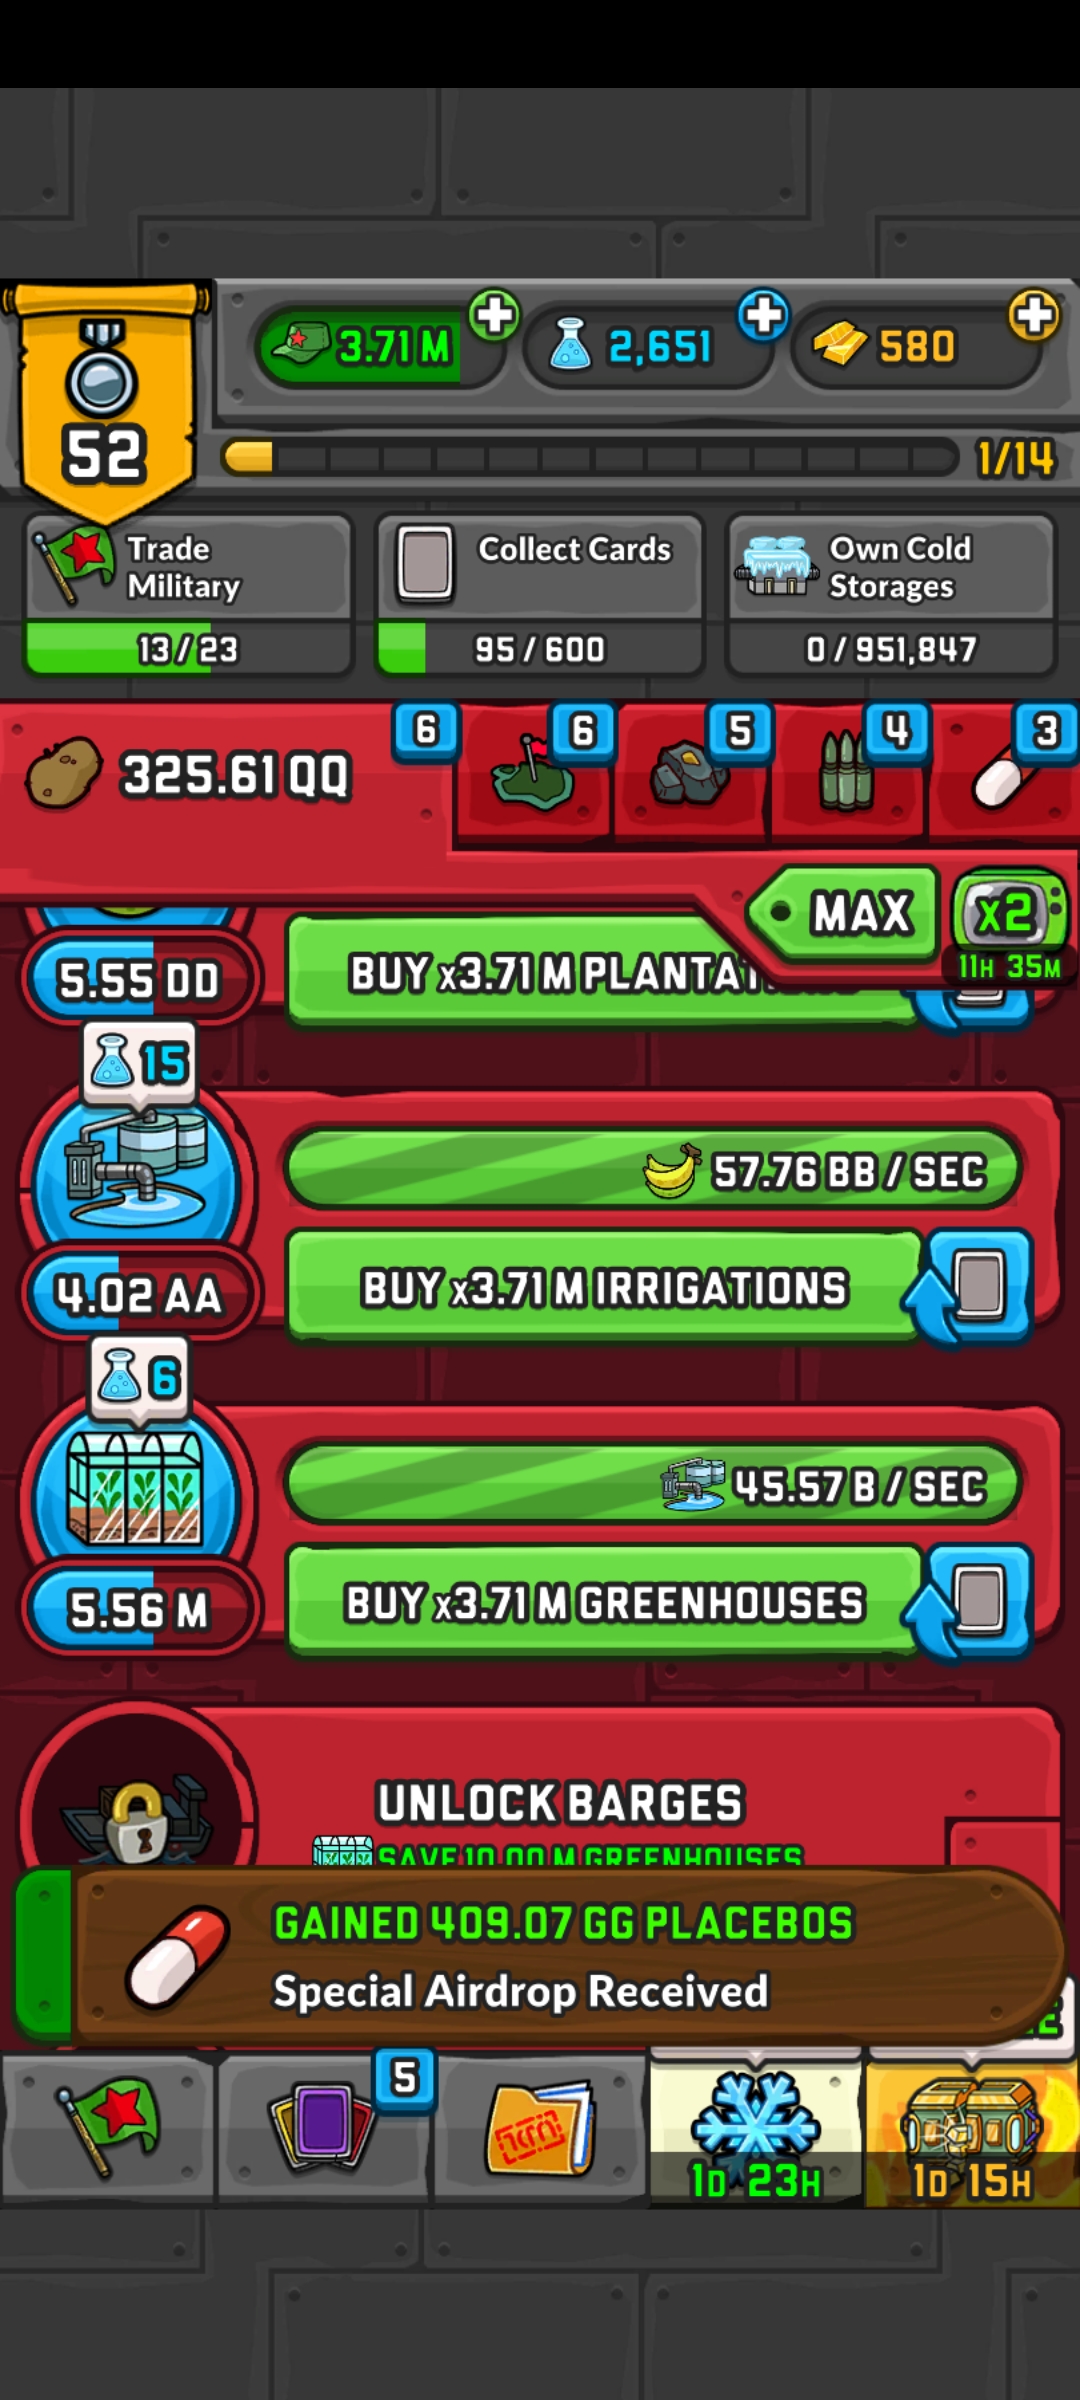 3.71 M
2,651
580
52
1/14
Trade
Military
Collect Cards
Own Cold
Storages
13 / 23
95 / 600
0 / 951,847
6
6
5
4
3
325.61 QQ
MAX
x2
11H 35M
5.55 DD
BUY x3.71 M
15
57.76 BB / SEC
4.02 AA
BUY x3.71 M IRRIGATIONS
6
45.57 B / SEC
5.56 M
BUY x3.71 M GREENHOUSES
UNLOCK BARGES
SAVE 10.00 M GREENHOUSES
GAINED 409.07 GG PLACEBOS
Special Airdrop Received
5
1D 23H
1D 15H